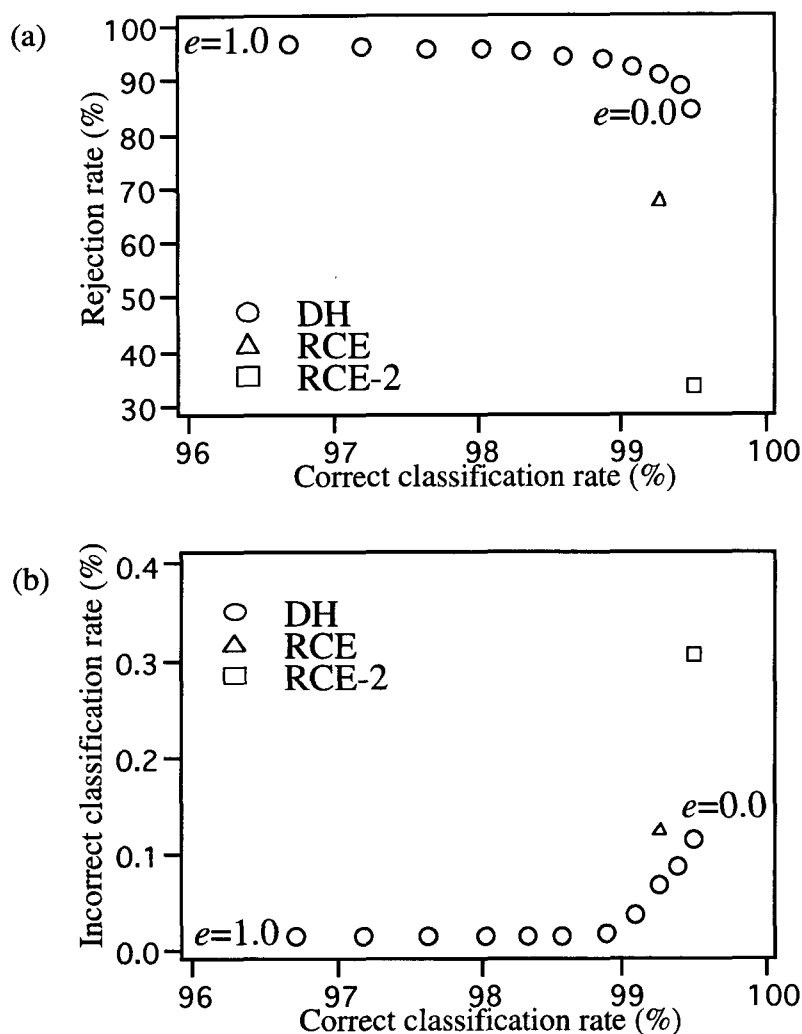 (a)
Rejection rate (%)
100
90
80
70
60
50
40
30
e=1.0
e=0.0
DH
RCE
RCE-2
96 97 98 99 100
Correct classification rate (%)
(b)
Incorrect classification rate (%)
0.4
0.3
0.2
0.1
0.0
DH
RCE
RCE-2
e=0.0
e=1.0
96 97 98 99 100
Correct classification rate (%)